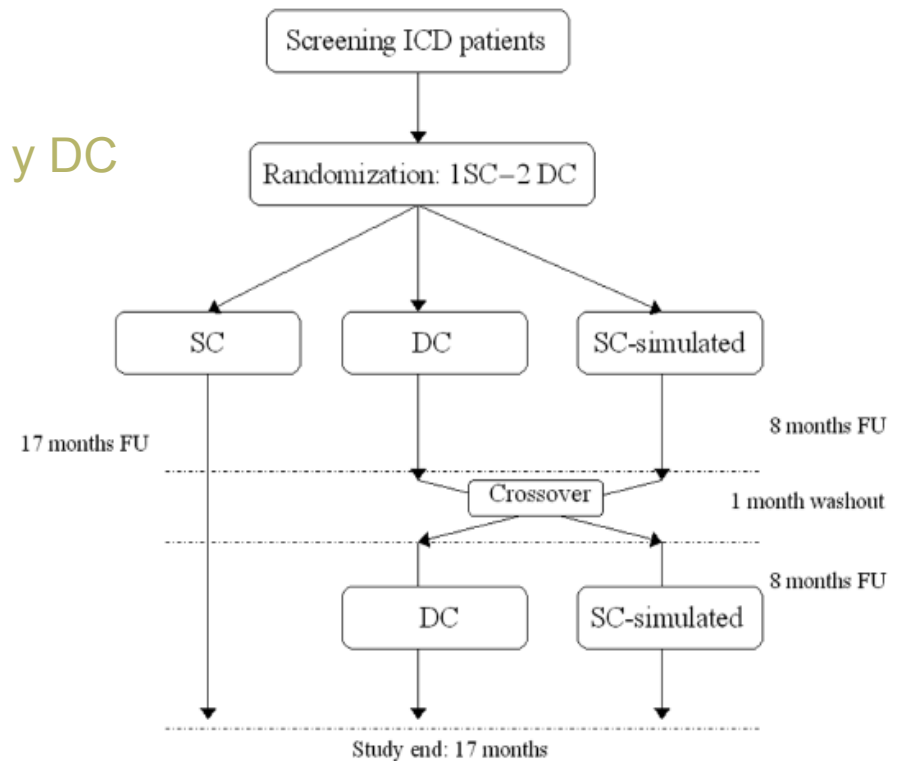 Screening ICD patients
y DC
Randomization: 1SC–2 DC
SC
DC
SC-simulated
17 months FU
8 months FU
Crossover
1 month washout
8 months FU
DC
SC-simulated
Study end: 17 months